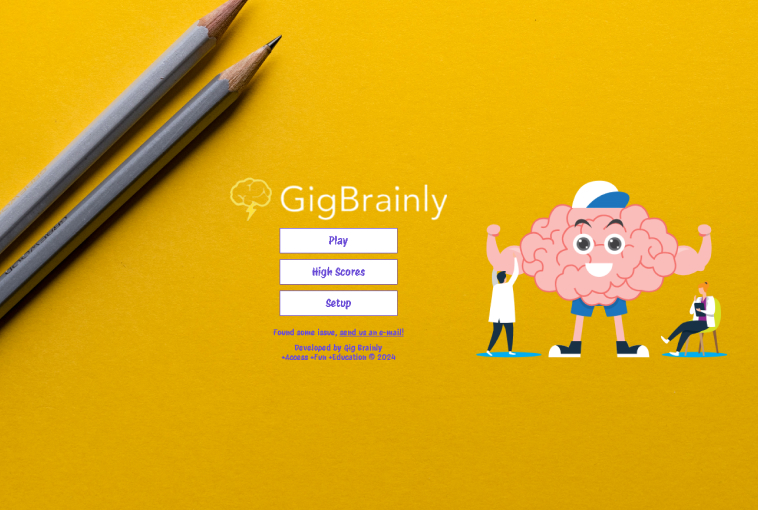 GigBrainly
Play
High Scores
Setup
Found some issue, send us an e-mail!
Developed by Gig Brainly
+Access +Fun +Education © 2024